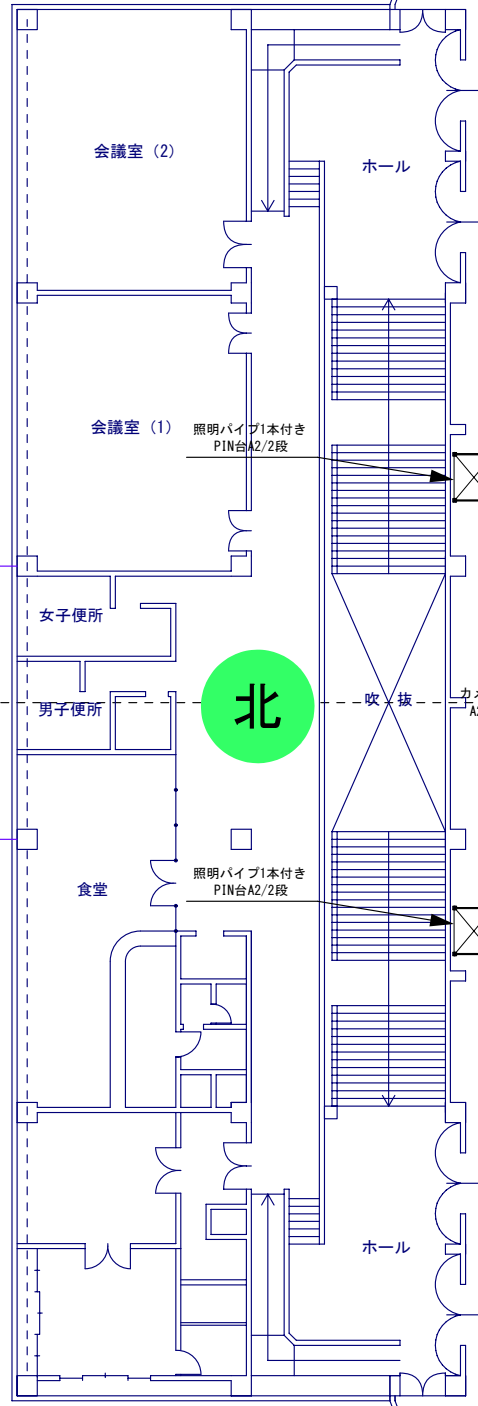 会議室（2）
ホール
会議室（1）
照明パイプ1本付き
PIN台A2/2段
女子便所
男子便所
北
吹抜
カ
A2
食堂
照明パイプ1本付き
PIN台A2/2段
ホール